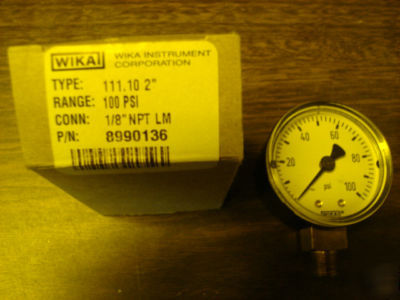 WIKA
WIKA INSTRUMENT
CORPORATION
TYPE: 111.10 2"
RANGE: 100 PSI
CONN: 1/8" NPT LM
P/N: 8990136
20
40
60
80
100
psi
WIKA